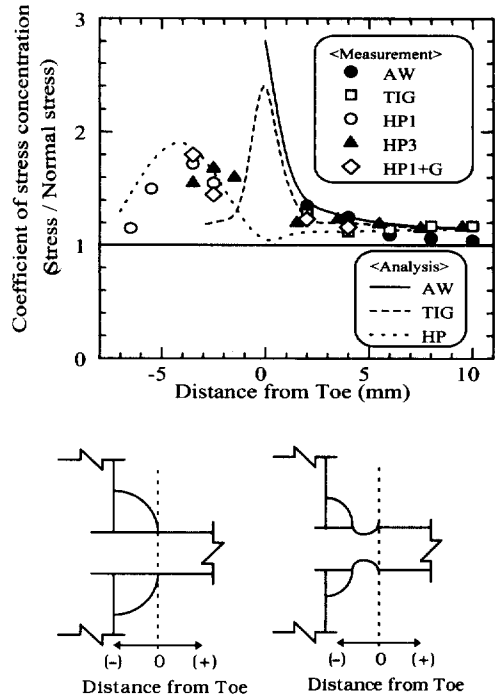 3
2
1
0
Coefficient of stress concentration
(Stress / Normal stress)
<Measurement>
AW
TIG
HP1
HP3
HP1+G
<Analysis>
AW
TIG
HP
-5
0
5
10
Distance from Toe (mm)
(-)
0
(+)
Distance from Toe
(-)
0
(+)
Distance from Toe